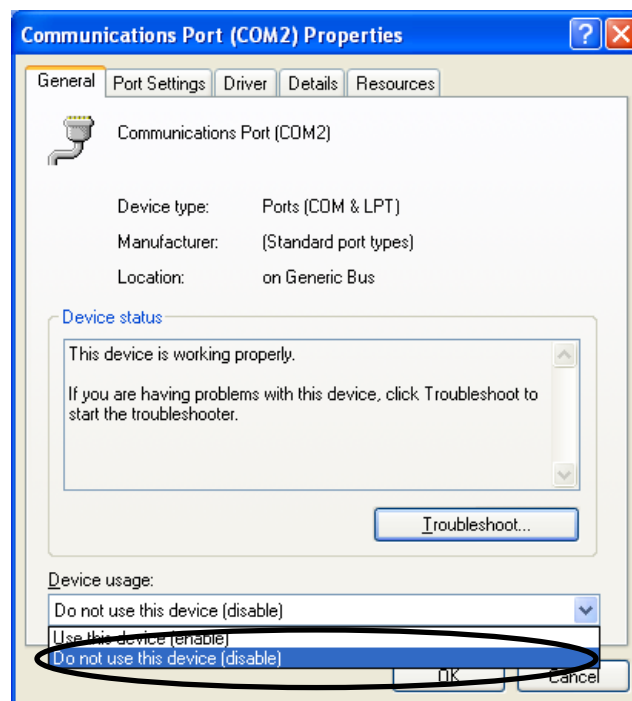 Communications Port (COM2) Properties
General Port Settings Driver Details Resources
Communications Port (COM2)
Device type: Ports (COM & LPT)
Manufacturer: (Standard port types)
Location: on Generic Bus
Device status
This device is working properly.
If you are having problems with this device, click Troubleshoot to
start the troubleshooter.
Troubleshoot...
Device usage:
Do not use this device (disable)
Use this device (enable)
Do not use this device (disable)
OK Cancel